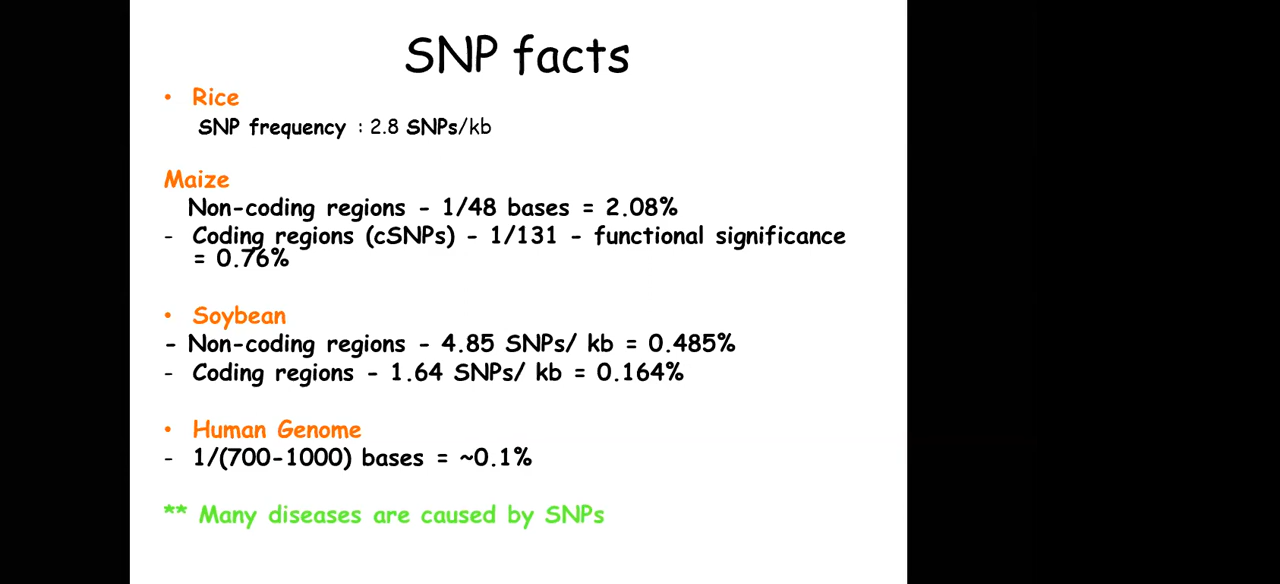 SNP facts
• Rice
SNP frequency : 2.8 SNPs/kb
Maize
Non-coding regions - 1/48 bases = 2.08%
- Coding regions (cSNPs) - 1/131 - functional significance
= 0.76%
• Soybean
- Non-coding regions - 4.85 SNPs/ kb = 0.485%
- Coding regions - 1.64 SNPs/ kb = 0.164%
• Human Genome
- 1/(700-1000) bases = ~0.1%
** Many diseases are caused by SNPs